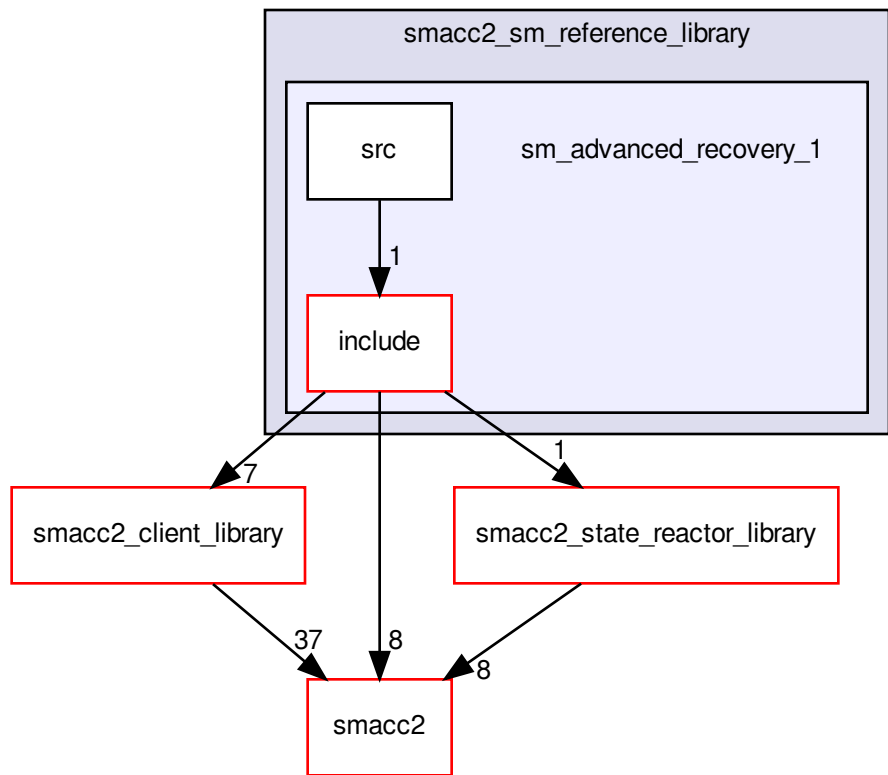 smacc2_sm_reference_library
src
sm_advanced_recovery_1
1
include
7
1
smacc2_client_library
smacc2_state_reactor_library
37
8
8
smacc2